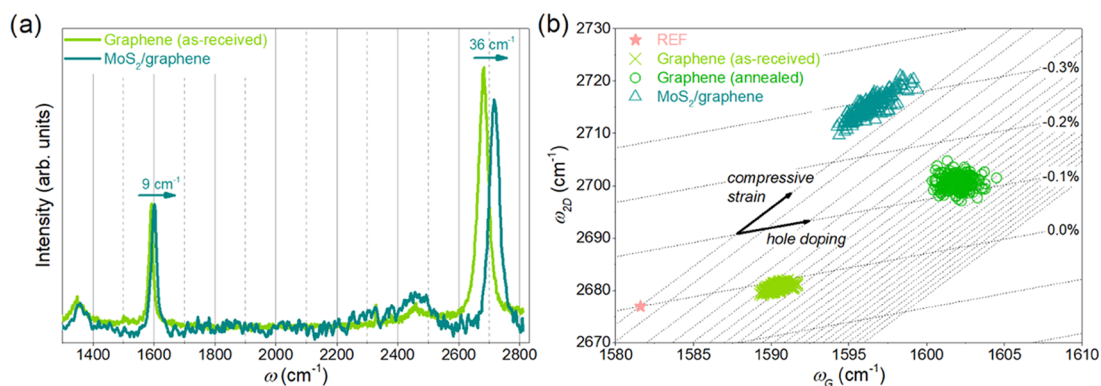 (a)
Graphene (as-received)
MoS₂/graphene
36 cm⁻¹
9 cm⁻¹
Intensity (arb. units)
1400 1600 1800 2000 2200 2400 2600 2800
ω (cm⁻¹)
(b)
2730
2720
2710
2700
2690
2680
2670
ω2D (cm⁻¹)
REF
Graphene (as-received)
Graphene (annealed)
MoS₂/graphene
-0.3%
-0.2%
-0.1%
0.0%
compressive
strain
hole doping
1580 1585 1590 1595 1600 1605 1610
ωG (cm⁻¹)